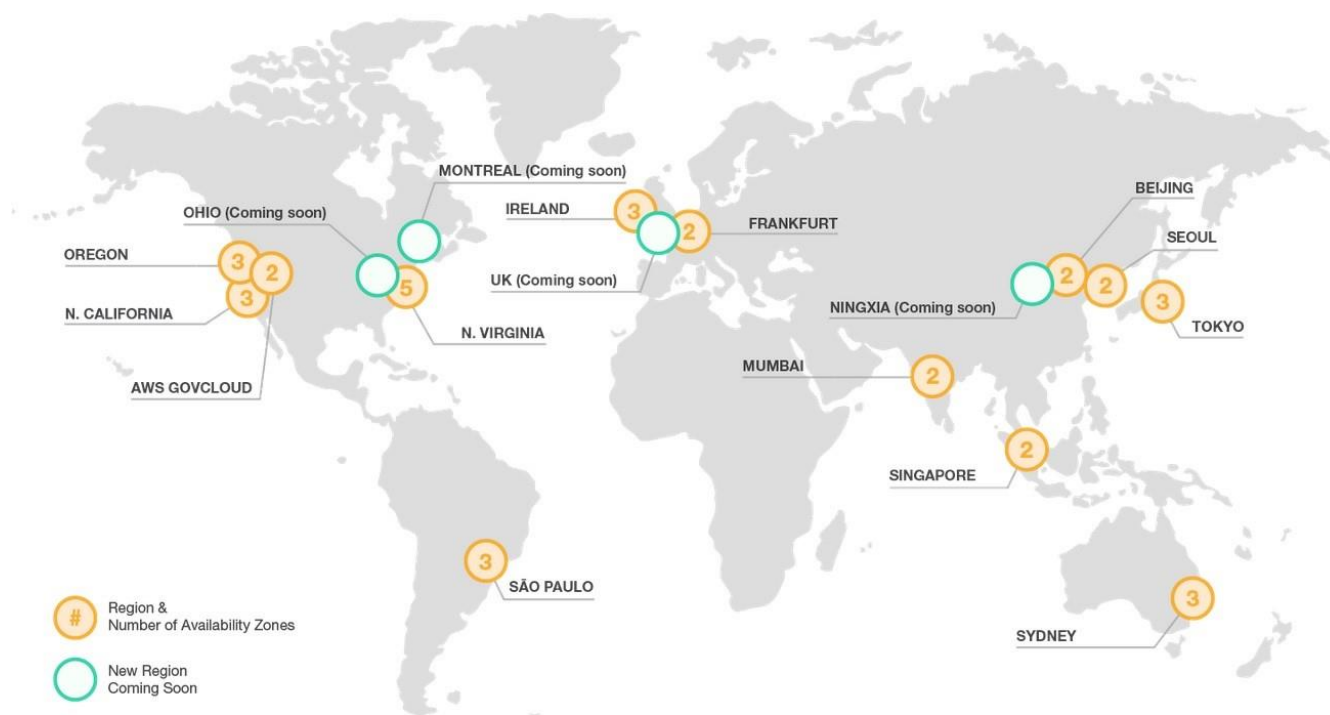 MONTREAL (Coming soon)
OHIO (Coming soon)
OREGON
3
2
3
5
N. CALIFORNIA
N. VIRGINIA
AWS GOVCLOUD
IRELAND
3
2
FRANKFURT
UK (Coming soon)
BEIJING
SEOUL
2
2
3
NINGXIA (Coming soon)
TOKYO
MUMBAI
2
2
SINGAPORE
3
SÃO PAULO
3
SYDNEY
#
Region &
Number of Availability Zones
New Region
Coming Soon